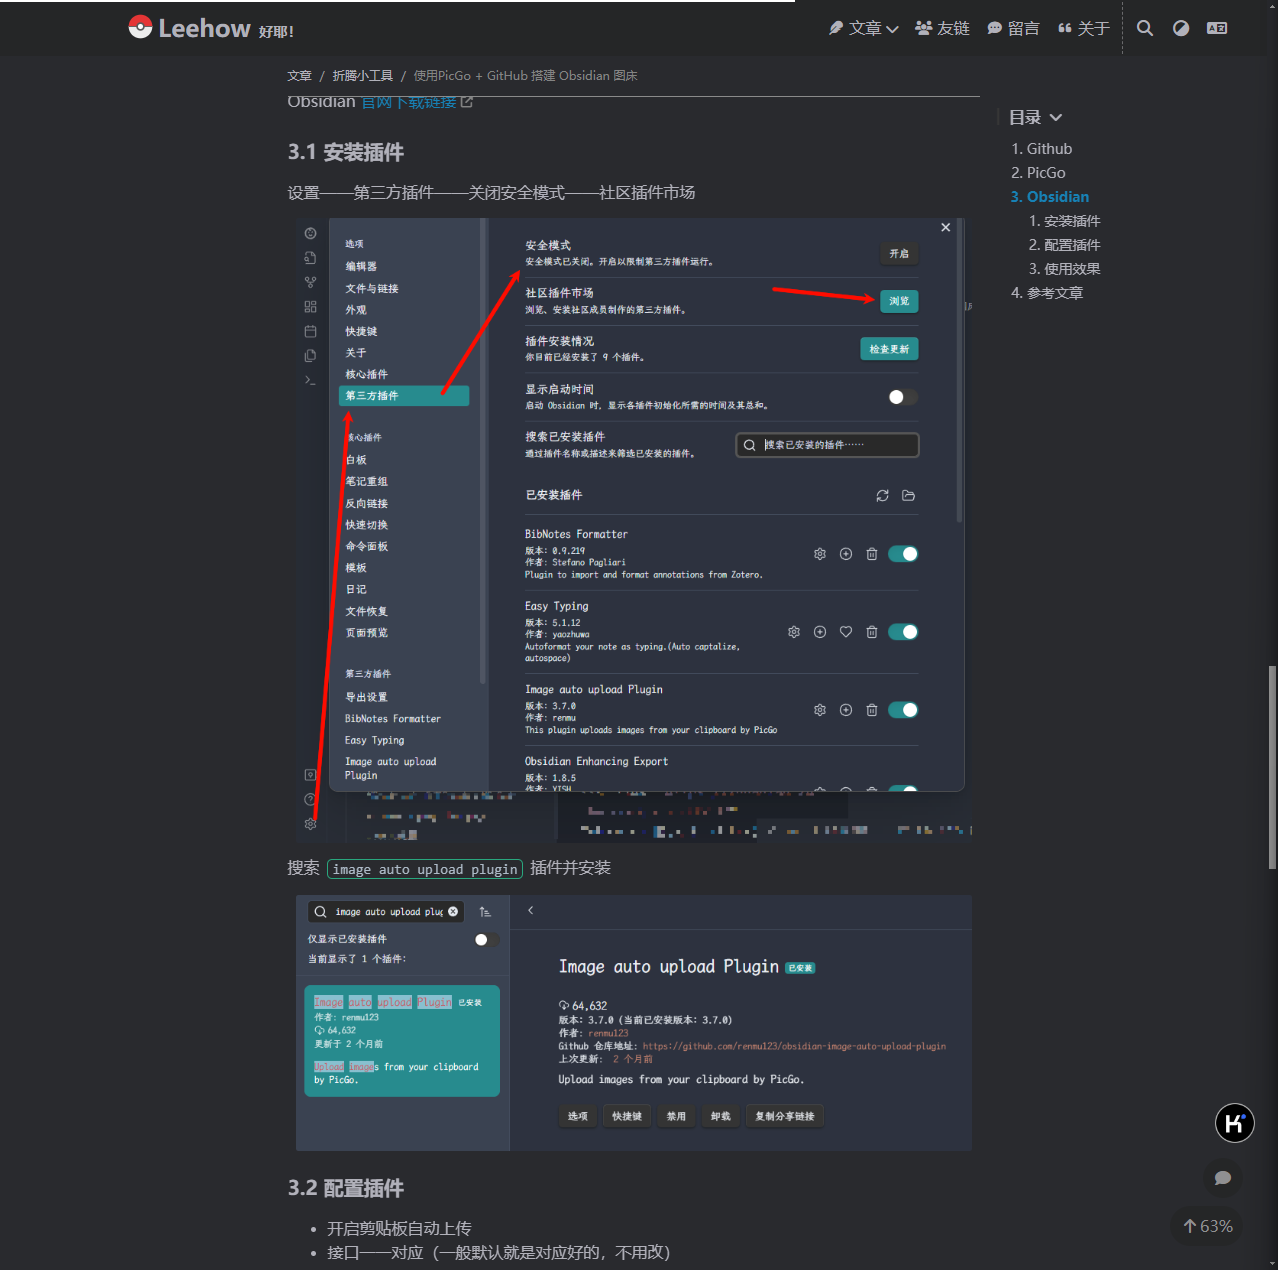 Leehow 好耶！
文章
友链
留言
关于
文章 / 折腾小工具 / 使用PicGo + GitHub 搭建 Obsidian 图床
Obsidian 官网下载链接
目录
1. Github
2. PicGo
3. Obsidian
1. 安装插件
2. 配置插件
3. 使用效果
4. 参考文章
3.1 安装插件
设置——第三方插件——关闭安全模式——社区插件市场
选项
编辑器
文件与链接
外观
快捷键
关于
核心插件
第三方插件
核心插件
白板
笔记重组
反向链接
快速切换
命令面板
模板
日记
文件恢复
页面预览
第三方插件
导出设置
BibNotes Formatter
Easy Typing
Image auto upload
Plugin
安全模式
安全模式已关闭。开启以限制第三方插件运行。
开启
社区插件市场
浏览、安装社区成员制作的第三方插件。
浏览
插件安装情况
你目前已经安装了 9 个插件。
检查更新
显示启动时间
启动 Obsidian 时，显示各插件初始化所需的时间及其总和。
搜索已安装插件
通过插件名称或描述来筛选已安装的插件。
搜索已安装的插件……
已安装插件
BibNotes Formatter
版本：0.9.219
作者：Stefano Pagliari
Plugin to import and format annotations from Zotero.
Easy Typing
版本：5.1.12
作者：yaozhuwa
Autoformat your note as typing.(Auto captalize,
autospace)
Image auto upload Plugin
版本：3.7.0
作者：renmu
This plugin uploads images from your clipboard by PicGo
Obsidian Enhancing Export
版本：1.8.5
作者：YISH
搜索 image auto upload plugin 插件并安装
image auto upload plug
仅显示已安装插件
当前显示了 1 个插件：
Image auto upload Plugin 已安装
作者：renmu123
64,632
更新于 2 个月前
Upload images from your clipboard
by PicGo.
Image auto upload Plugin 已安装
64,632
版本：3.7.0 (当前已安装版本：3.7.0)
作者：renmu123
Github 仓库地址：https://github.com/renmu123/obsidian-image-auto-upload-plugin
上次更新： 2 个月前
Upload images from your clipboard by PicGo.
选项
快捷键
禁用
卸载
复制分享链接
3.2 配置插件
• 开启剪贴板自动上传
• 接口一一对应（一般默认就是对应好的，不用改）
63%